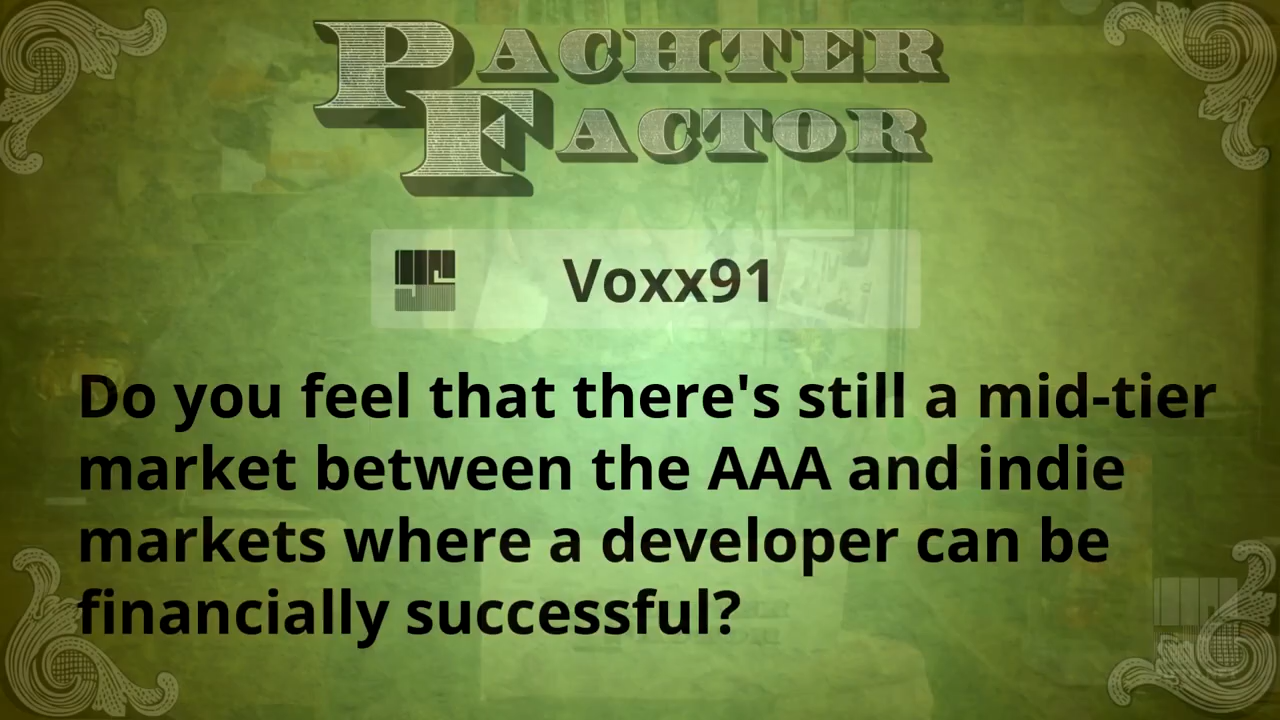 PACHTER
FACTOR
Voxx91
Do you feel that there's still a mid-tier
market between the AAA and indie
markets where a developer can be
financially successful?